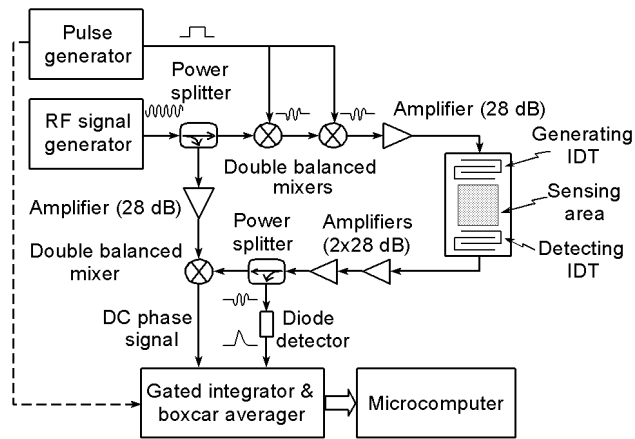 Pulse
generator
Power
splitter
RF signal
generator
Amplifier (28 dB)
Generating
IDT
Double balanced
mixers
Sensing
area
Amplifier (28 dB)
Power
splitter
Amplifiers
(2x28 dB)
Detecting
IDT
Double balanced
mixer
DC phase
signal
Diode
detector
Gated integrator &
boxcar averager
Microcomputer